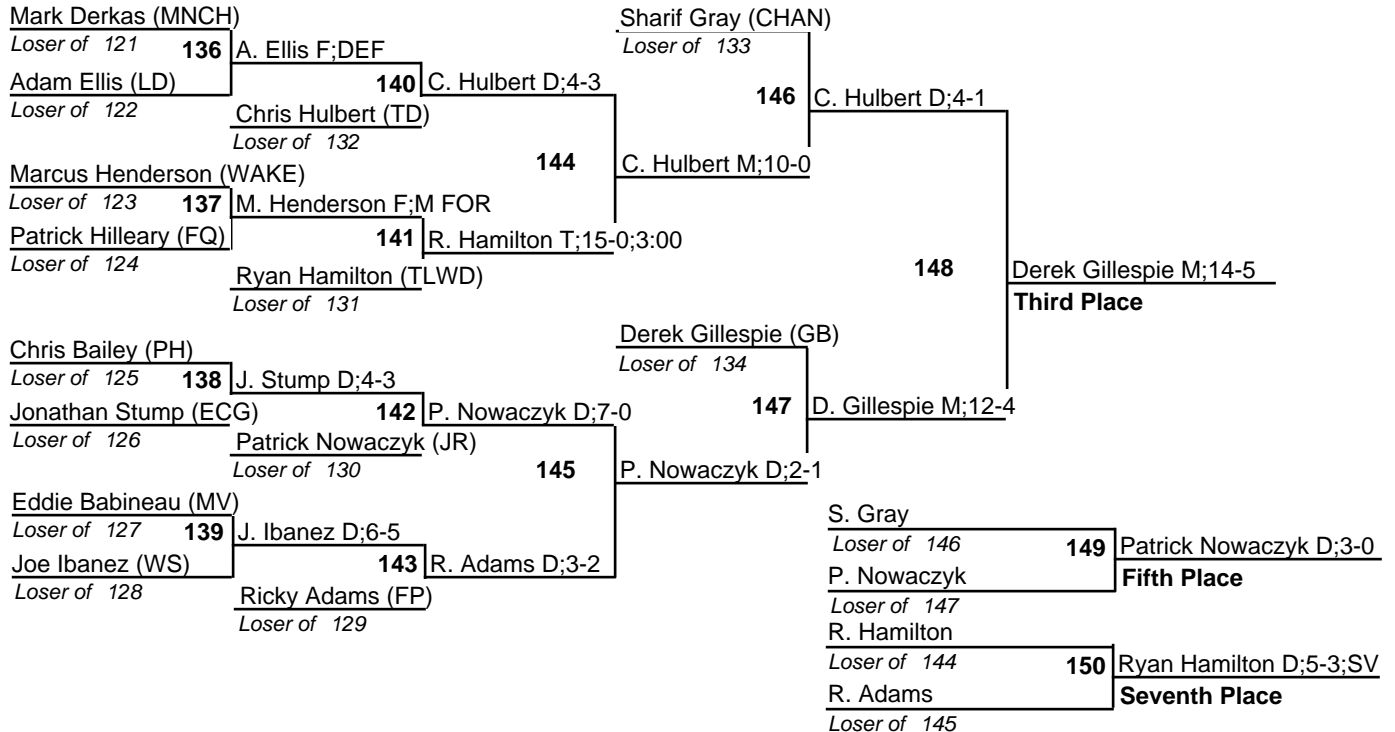 Mark Derkas (MNCH)
Loser of 121
136
A. Ellis F;DEF
Adam Ellis (LD)
Loser of 122
140
C. Hulbert D;4-3
Chris Hulbert (TD)
Loser of 132
144
Marcus Henderson (WAKE)
Loser of 123
137
M. Henderson F;M FOR
Patrick Hilleary (FQ)
Loser of 124
141
R. Hamilton T;15-0;3:00
Ryan Hamilton (TLWD)
Loser of 131
Sharif Gray (CHAN)
Loser of 133
146
C. Hulbert D;4-1
C. Hulbert M;10-0
148
Derek Gillespie M;14-5
Third Place
Chris Bailey (PH)
Loser of 125
138
J. Stump D;4-3
Jonathan Stump (ECG)
Loser of 126
142
P. Nowaczyk D;7-0
Patrick Nowaczyk (JR)
Loser of 130
145
Eddie Babineau (MV)
Loser of 127
139
J. Ibanez D;6-5
Joe Ibanez (WS)
Loser of 128
143
R. Adams D;3-2
Ricky Adams (FP)
Loser of 129
Derek Gillespie (GB)
Loser of 134
147
D. Gillespie M;12-4
P. Nowaczyk D;2-1
S. Gray
Loser of 146
149
Patrick Nowaczyk D;3-0
P. Nowaczyk
Fifth Place
Loser of 147
R. Hamilton
Loser of 144
150
Ryan Hamilton D;5-3;SV
R. Adams
Seventh Place
Loser of 145